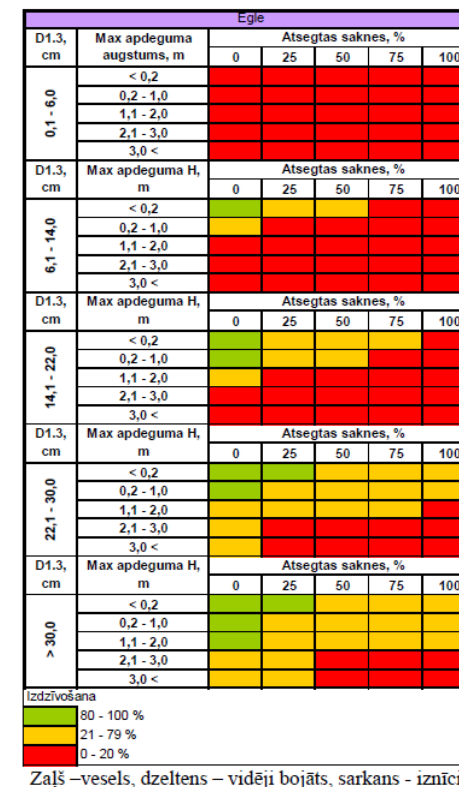 Egle
D1.3, cm Max apdeguma augstums, m Atsegtas saknes, %
0 25 50 75 100
0,1 - 6,0
< 0,2
0,2 - 1,0
1,1 - 2,0
2,1 - 3,0
3,0 <
D1.3, cm Max apdeguma H, m Atsegtas saknes, %
0 25 50 75 100
6,1 - 14,0
< 0,2
0,2 - 1,0
1,1 - 2,0
2,1 - 3,0
3,0 <
D1.3, cm Max apdeguma H, m Atsegtas saknes, %
0 25 50 75 100
14,1 - 22,0
< 0,2
0,2 - 1,0
1,1 - 2,0
2,1 - 3,0
3,0 <
D1.3, cm Max apdeguma H, m Atsegtas saknes, %
0 25 50 75 100
22,1 - 30,0
< 0,2
0,2 - 1,0
1,1 - 2,0
2,1 - 3,0
3,0 <
D1.3, cm Max apdeguma H, m Atsegtas saknes, %
0 25 50 75 100
> 30,0
< 0,2
0,2 - 1,0
1,1 - 2,0
2,1 - 3,0
3,0 <
Izdzīvošana
80 - 100 %
21 - 79 %
0 - 20 %
Zaļš –vesels, dzeltens – vidēji bojāts, sarkans - iznīci